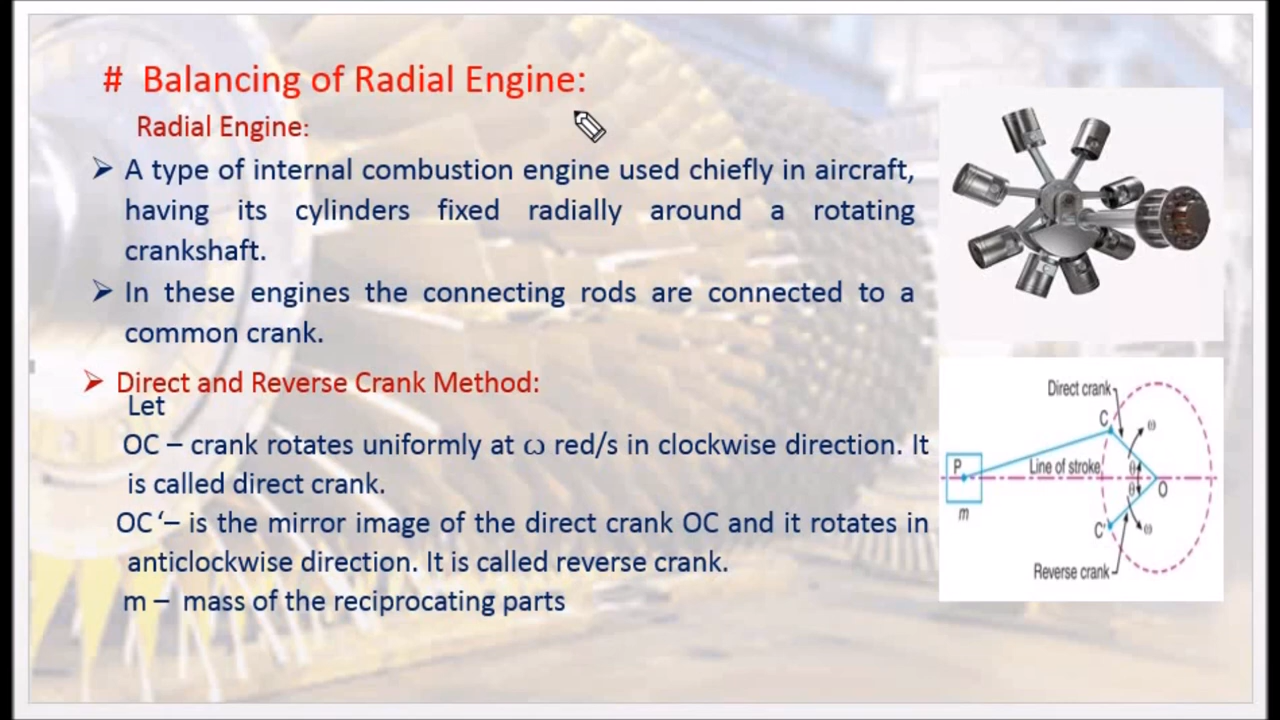 # Balancing of Radial Engine:
Radial Engine:
➢ A type of internal combustion engine used chiefly in aircraft,
having its cylinders fixed radially around a rotating
crankshaft.
➢ In these engines the connecting rods are connected to a
common crank.
➢ Direct and Reverse Crank Method:
Let
OC – crank rotates uniformly at ω red/s in clockwise direction. It
is called direct crank.
OC ‘– is the mirror image of the direct crank OC and it rotates in
anticlockwise direction. It is called reverse crank.
m – mass of the reciprocating parts
Direct crank
C
ω
P
Line of stroke
θ
θ
O
m
C'
ω
Reverse crank